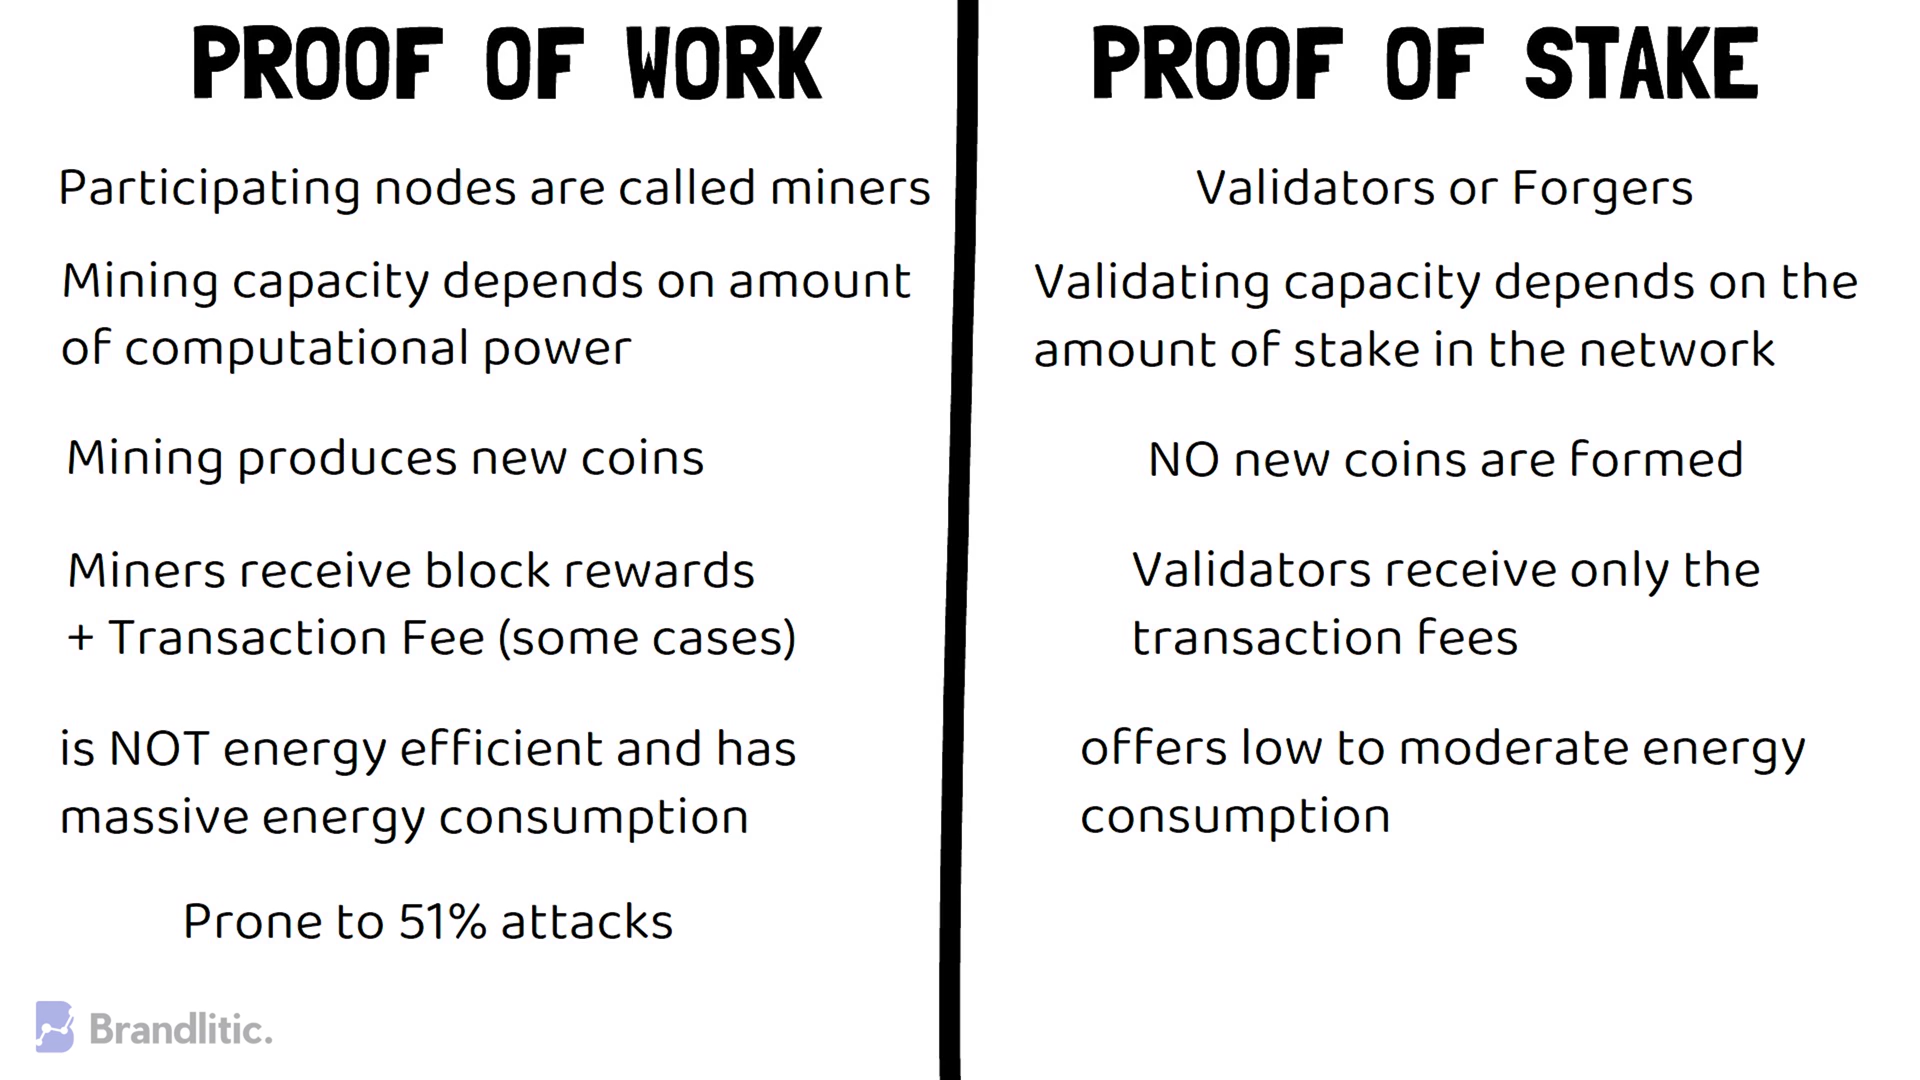 PROOF OF WORK
Participating nodes are called miners
Mining capacity depends on amount
of computational power
Mining produces new coins
Miners receive block rewards
+ Transaction Fee (some cases)
is NOT energy efficient and has
massive energy consumption
Prone to 51% attacks
Brandlitic.
PROOF OF STAKE
Validators or Forgers
Validating capacity depends on the
amount of stake in the network
NO new coins are formed
Validators receive only the
transaction fees
offers low to moderate energy
consumption